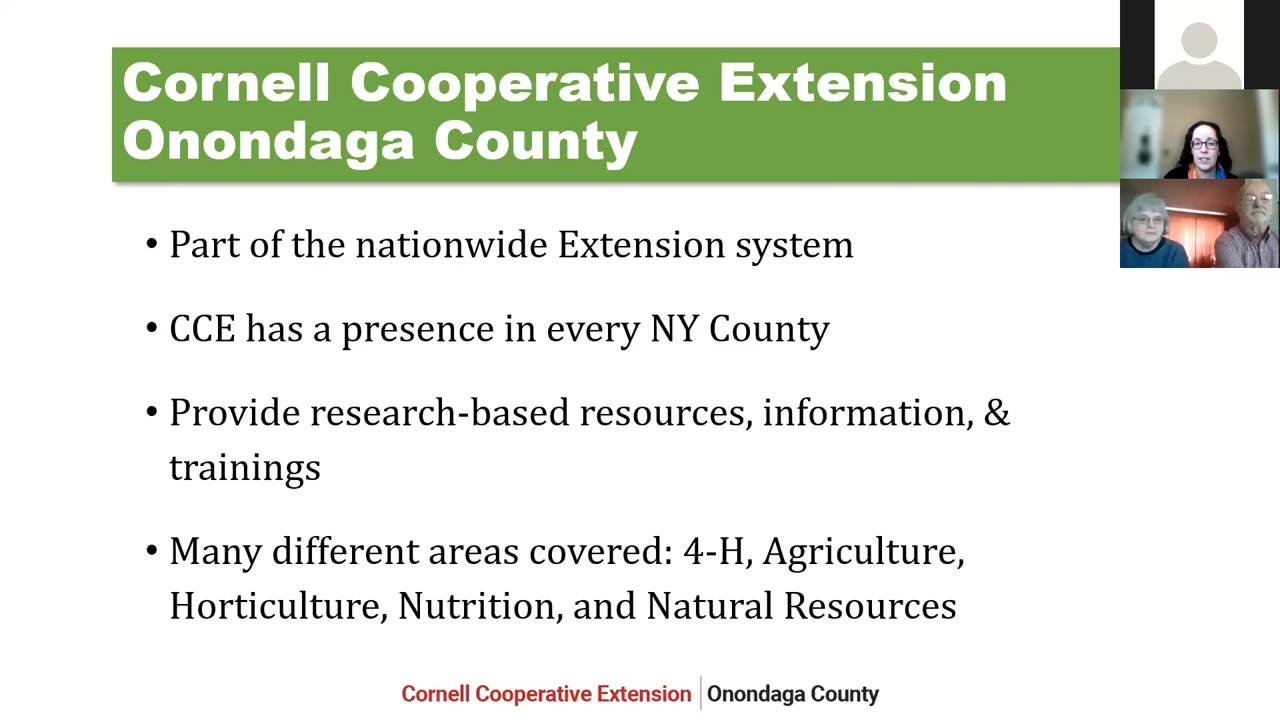 Cornell Cooperative Extension
Onondaga County
• Part of the nationwide Extension system
• CCE has a presence in every NY County
• Provide research-based resources, information, &
trainings
• Many different areas covered: 4-H, Agriculture,
Horticulture, Nutrition, and Natural Resources
Cornell Cooperative Extension | Onondaga County